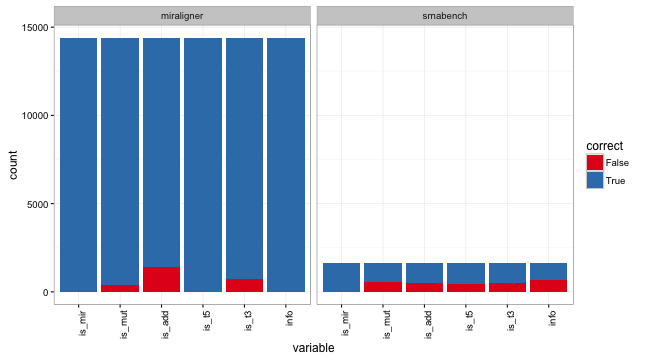 miraligner
srnabench
15000
10000
5000
0
count
is_mir
is_mut
is_add
is_t5
is_t3
info
is_mir
is_mut
is_add
is_t5
is_t3
info
variable
correct
False
True